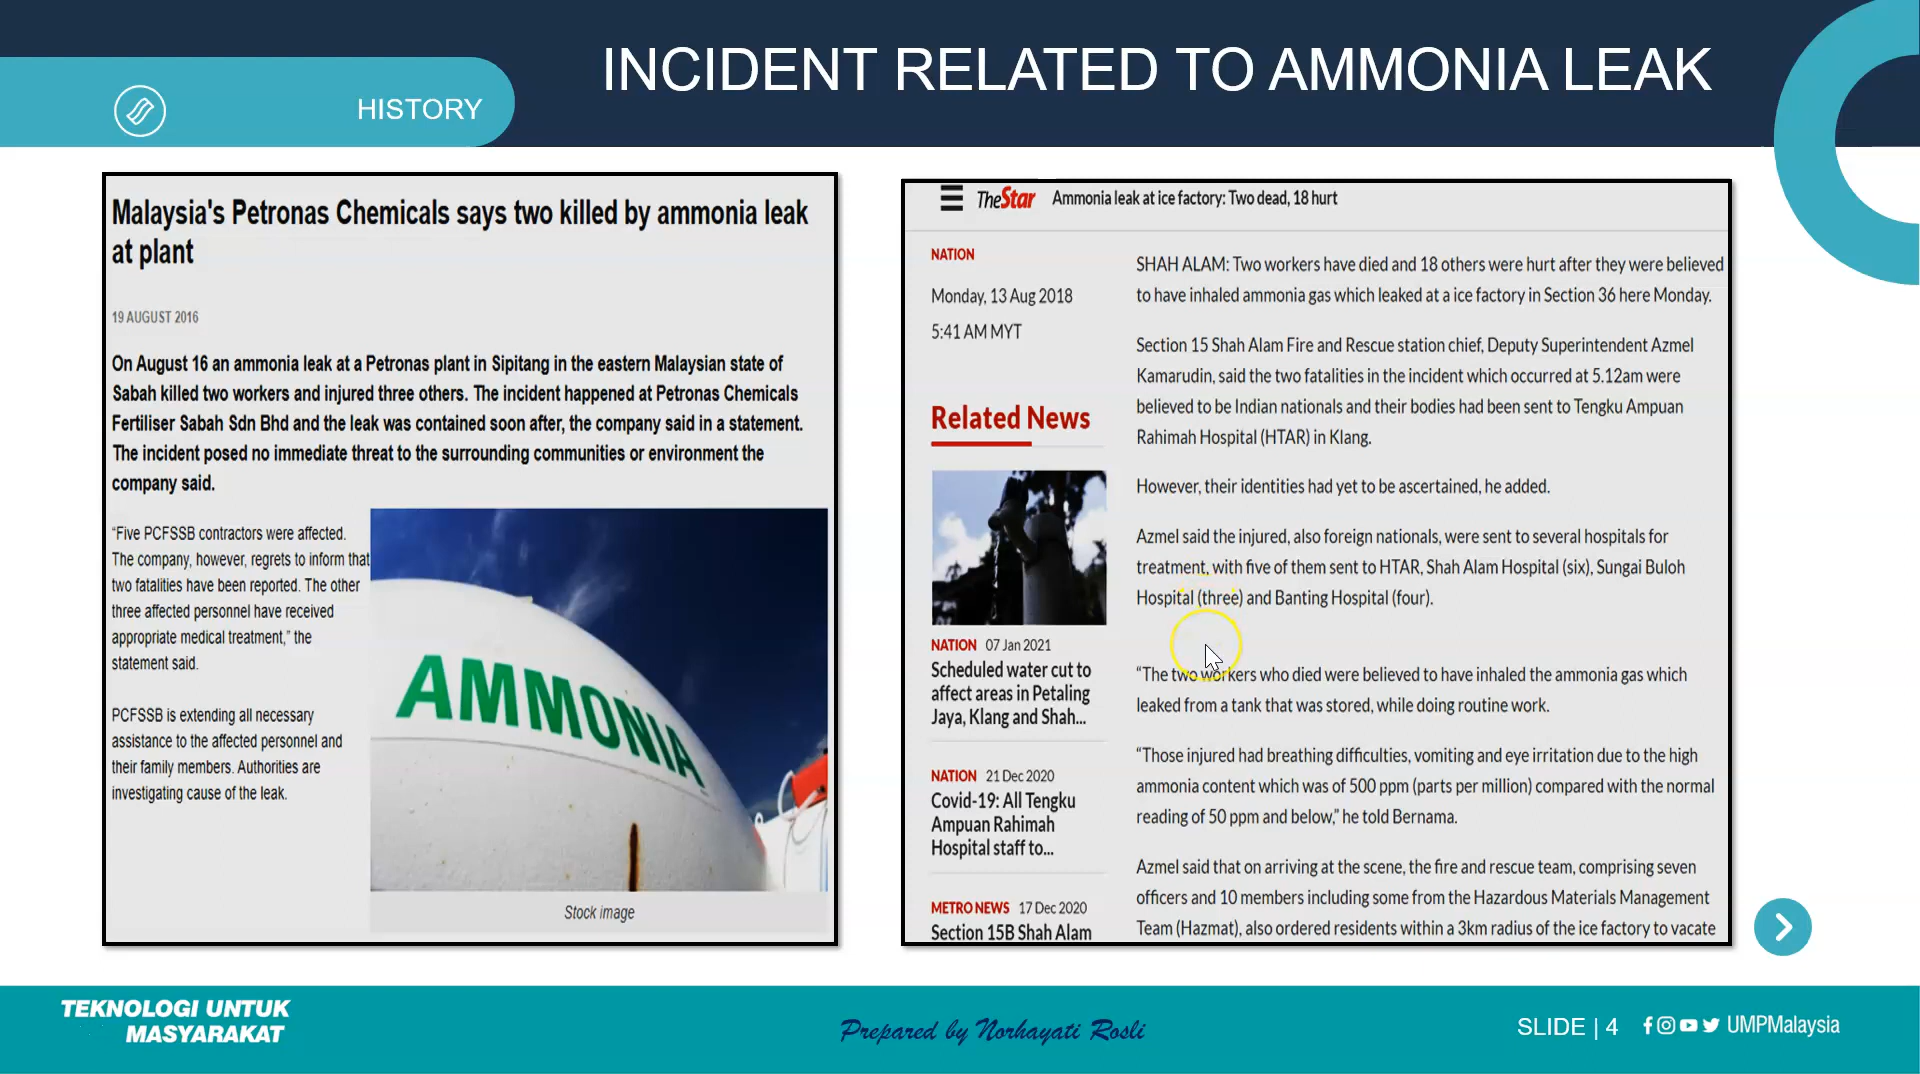 INCIDENT RELATED TO AMMONIA LEAK
HISTORY
Malaysia's Petronas Chemicals says two killed by ammonia leak
at plant
19 AUGUST 2016
On August 16 an ammonia leak at a Petronas plant in Sipitang in the eastern Malaysian state of
Sabah killed two workers and injured three others. The incident happened at Petronas Chemicals
Fertiliser Sabah Sdn Bhd and the leak was contained soon after, the company said in a statement.
The incident posed no immediate threat to the surrounding communities or environment the
company said.
“Five PCFSSB contractors were affected.
The company, however, regrets to inform that
two fatalities have been reported. The other
three affected personnel have received
appropriate medical treatment,” the
statement said.
PCFSSB is extending all necessary
assistance to the affected personnel and
their family members. Authorities are
investigating cause of the leak.
AMMONIA
Stock image
TheStar Ammonia leak at ice factory: Two dead, 18 hurt
NATION
Monday, 13 Aug 2018
5:41 AM MYT
Related News
NATION 07 Jan 2021
Scheduled water cut to
affect areas in Petaling
Jaya, Klang and Shah...
NATION 21 Dec 2020
Covid-19: All Tengku
Ampuan Rahimah
Hospital staff to...
METRO NEWS 17 Dec 2020
Section 15B Shah Alam
SHAH ALAM: Two workers have died and 18 others were hurt after they were believed
to have inhaled ammonia gas which leaked at a ice factory in Section 36 here Monday.
Section 15 Shah Alam Fire and Rescue station chief, Deputy Superintendent Azmel
Kamarudin, said the two fatalities in the incident which occurred at 5.12am were
believed to be Indian nationals and their bodies had been sent to Tengku Ampuan
Rahimah Hospital (HTAR) in Klang.
However, their identities had yet to be ascertained, he added.
Azmel said the injured, also foreign nationals, were sent to several hospitals for
treatment, with five of them sent to HTAR, Shah Alam Hospital (six), Sungai Buloh
Hospital (three) and Banting Hospital (four).
“The two workers who died were believed to have inhaled the ammonia gas which
leaked from a tank that was stored, while doing routine work.
“Those injured had breathing difficulties, vomiting and eye irritation due to the high
ammonia content which was of 500 ppm (parts per million) compared with the normal
reading of 50 ppm and below,” he told Bernama.
Azmel said that on arriving at the scene, the fire and rescue team, comprising seven
officers and 10 members including some from the Hazardous Materials Management
Team (Hazmat), also ordered residents within a 3km radius of the ice factory to vacate
TEKNOLOGI UNTUK
MASYARAKAT
Prepared by Norhayati Rosli
SLIDE | 4
UMPMalaysia